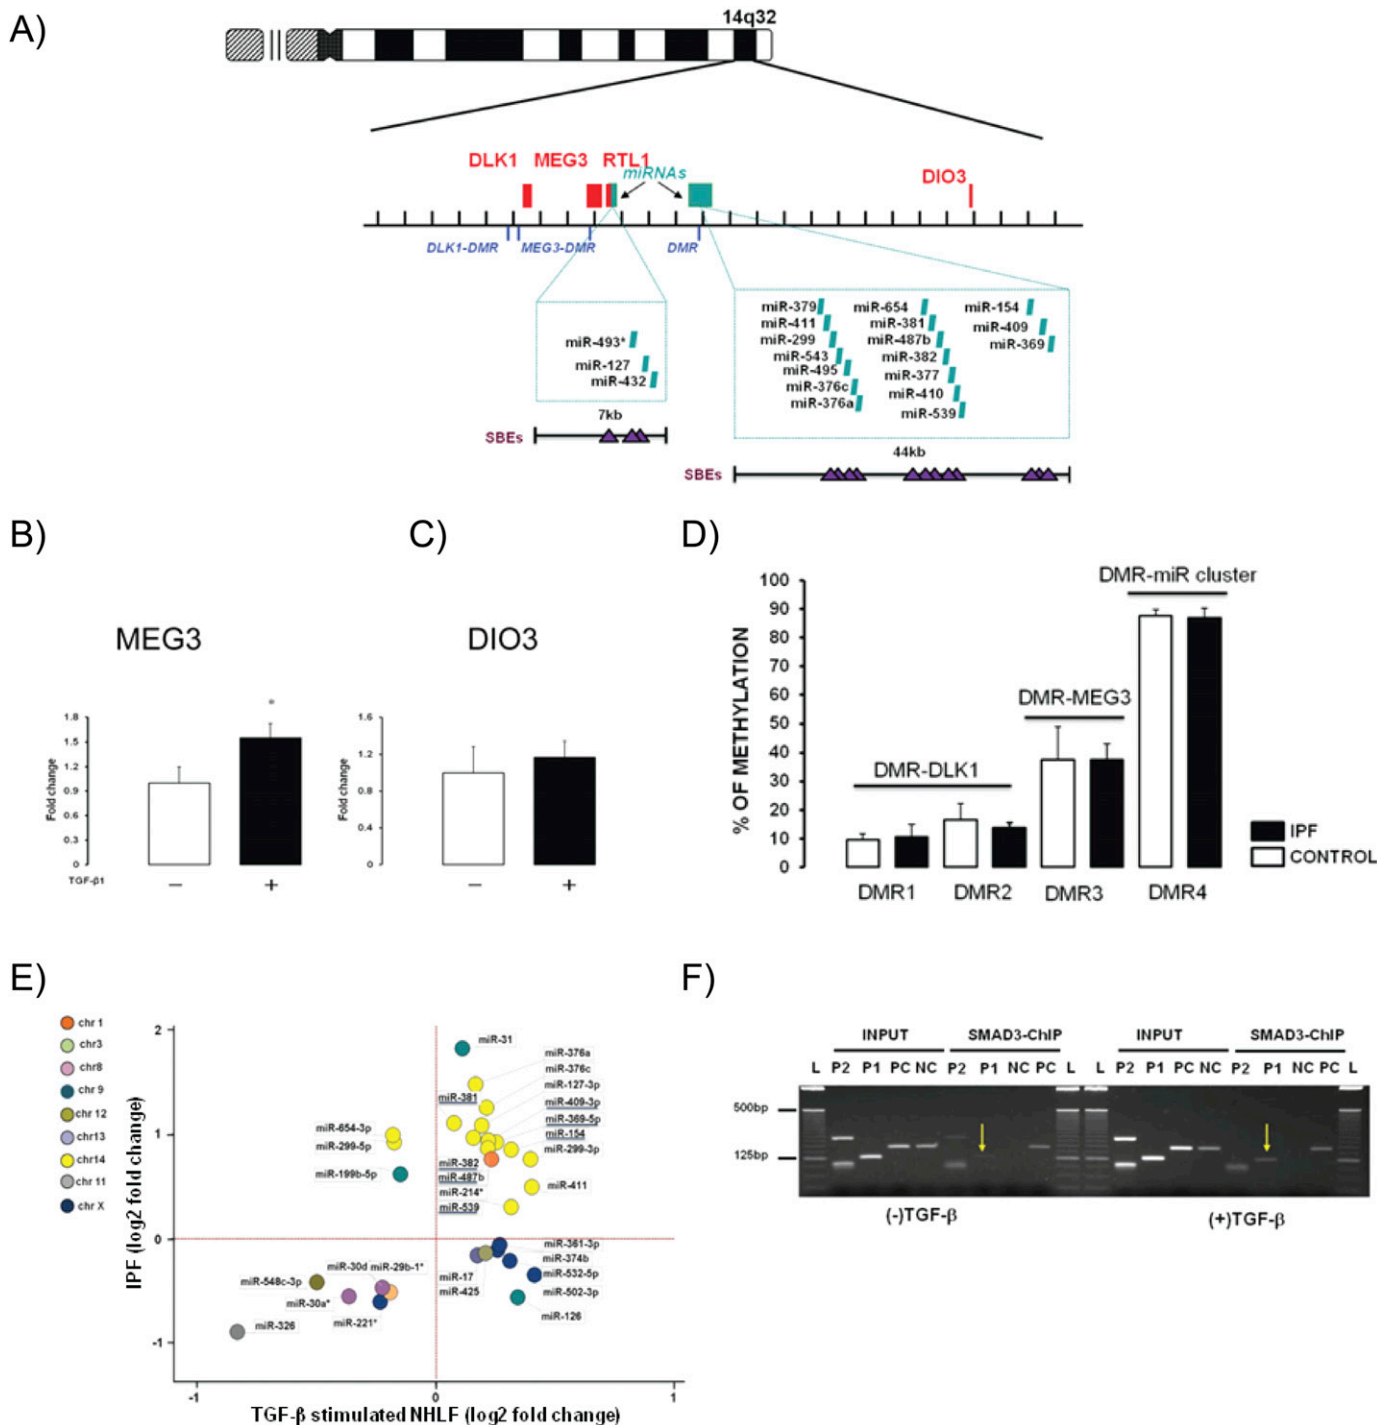 A)
14q32
DLK1 MEG3 RTL1
miRNAs
DIO3
DLK1-DMR MEG3-DMR DMR
miR-493*
miR-127
miR-432
7kb
SBEs
miR-379 miR-654 miR-154
miR-411 miR-381 miR-409
miR-299 miR-487b miR-369
miR-543 miR-382
miR-495 miR-377
miR-376c miR-410
miR-376a miR-539
44kb
SBEs
B)
MEG3
*
Fold change
1.8
1.5
1.2
0.9
0.6
0.3
0
TGF-β1 − +
C)
DIO3
Fold change
1.6
1.2
0.8
0.4
0
− +
D)
% OF METHYLATION
100
90
80
70
60
50
40
30
20
10
0
DMR-DLK1
DMR-MEG3
DMR-miR cluster
DMR1 DMR2 DMR3 DMR4
IPF
CONTROL
E)
chr 1
chr3
chr8
chr 9
chr 12
chr13
chr14
chr 11
chr X
IPF (log2 fold change)
2
1
0
-1
miR-31
miR-376a
miR-376c
miR-127-3p
miR-381
miR-409-3p
miR-369-5p
miR-154
miR-299-3p
miR-654-3p
miR-299-5p
miR-199b-5p
miR-382
miR-487b
miR-214*
miR-539
miR-411
miR-361-3p
miR-374b
miR-532-5p
miR-502-3p
miR-126
miR-17
miR-425
miR-30d miR-29b-1*
miR-548c-3p
miR-30a*
miR-221*
miR-326
-1 0 1
TGF-β stimulated NHLF (log2 fold change)
F)
INPUT SMAD3-ChIP INPUT SMAD3-ChIP
L P2 P1 PC NC P2 P1 NC PC L L P2 P1 PC NC P2 P1 NC PC L
500bp
125bp
(-)TGF-β (+)TGF-β